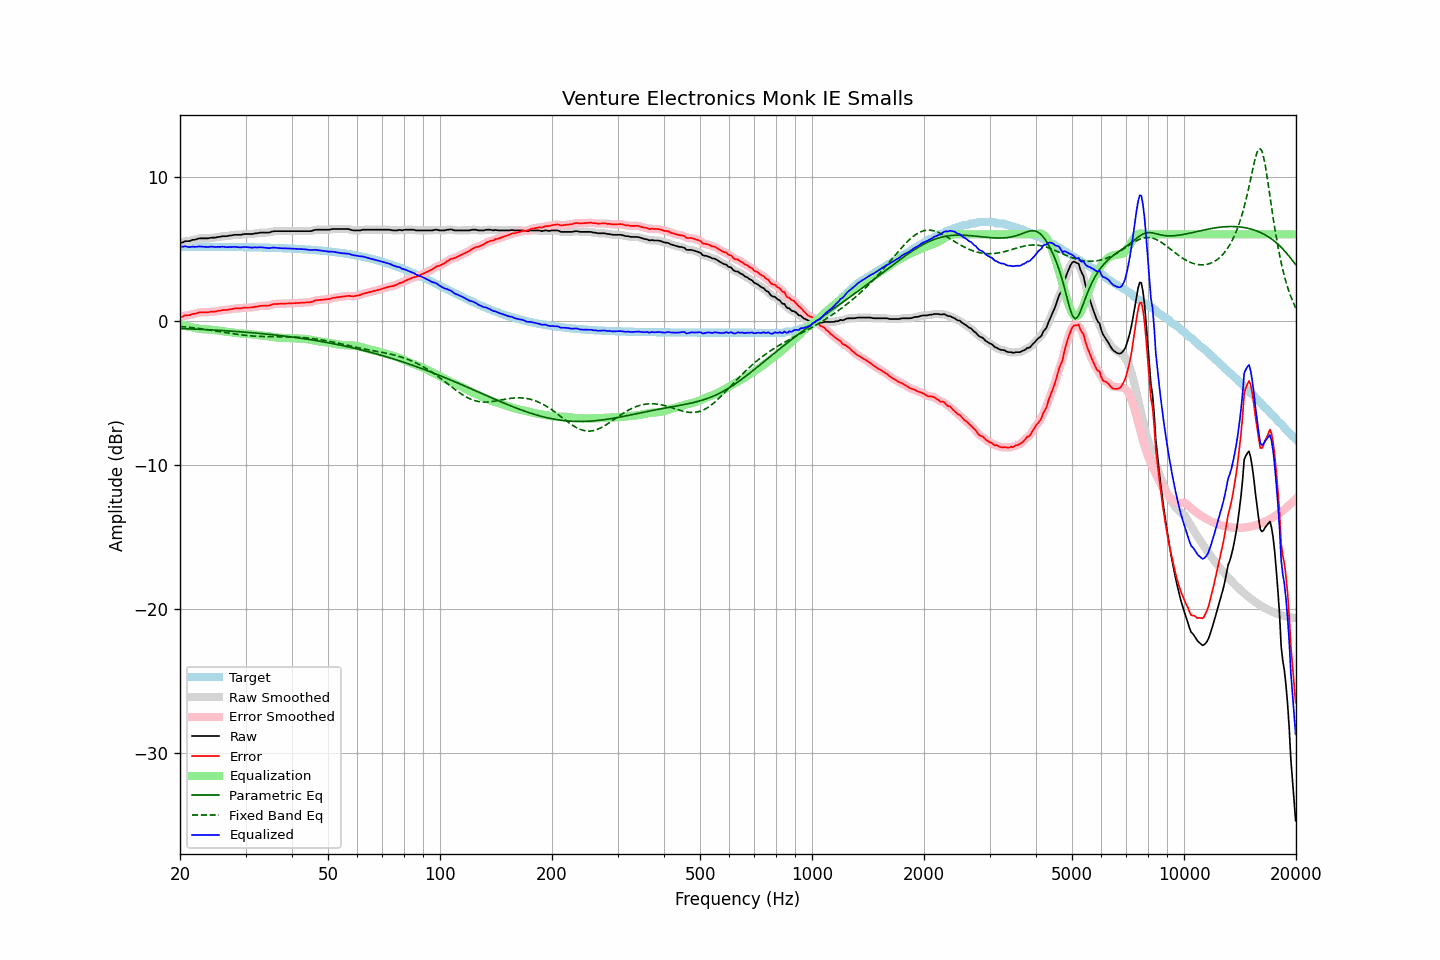 Venture Electronics Monk IE Smalls
10
0
−10
−20
−30
Amplitude (dBr)
Target
Raw Smoothed
Error Smoothed
Raw
Error
Equalization
Parametric Eq
Fixed Band Eq
Equalized
20 50 100 200 500 1000 2000 5000 10000 20000
Frequency (Hz)